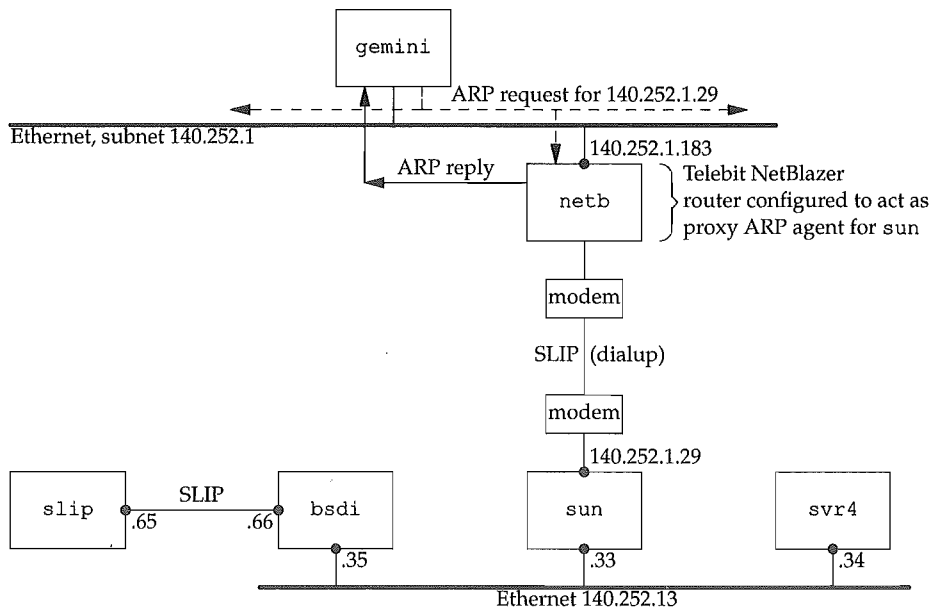 gemini
ARP request for 140.252.1.29
Ethernet, subnet 140.252.1
140.252.1.183
ARP reply
netb
Telebit NetBlazer
router configured to act as
proxy ARP agent for sun
modem
SLIP (dialup)
modem
140.252.1.29
slip
SLIP
bsdi
sun
svr4
.65
.66
.35
.33
.34
Ethernet 140.252.13